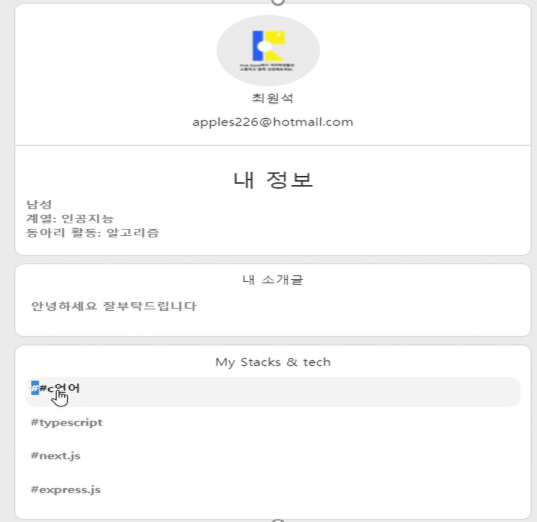 최원석
apples226@hotmail.com
내 정보
남성
계열: 인공지능
동아리 활동: 알고리즘
내 소개글
안녕하세요 잘부탁드립니다
My Stacks & tech
##c언어
#typescript
#next.js
#express.js